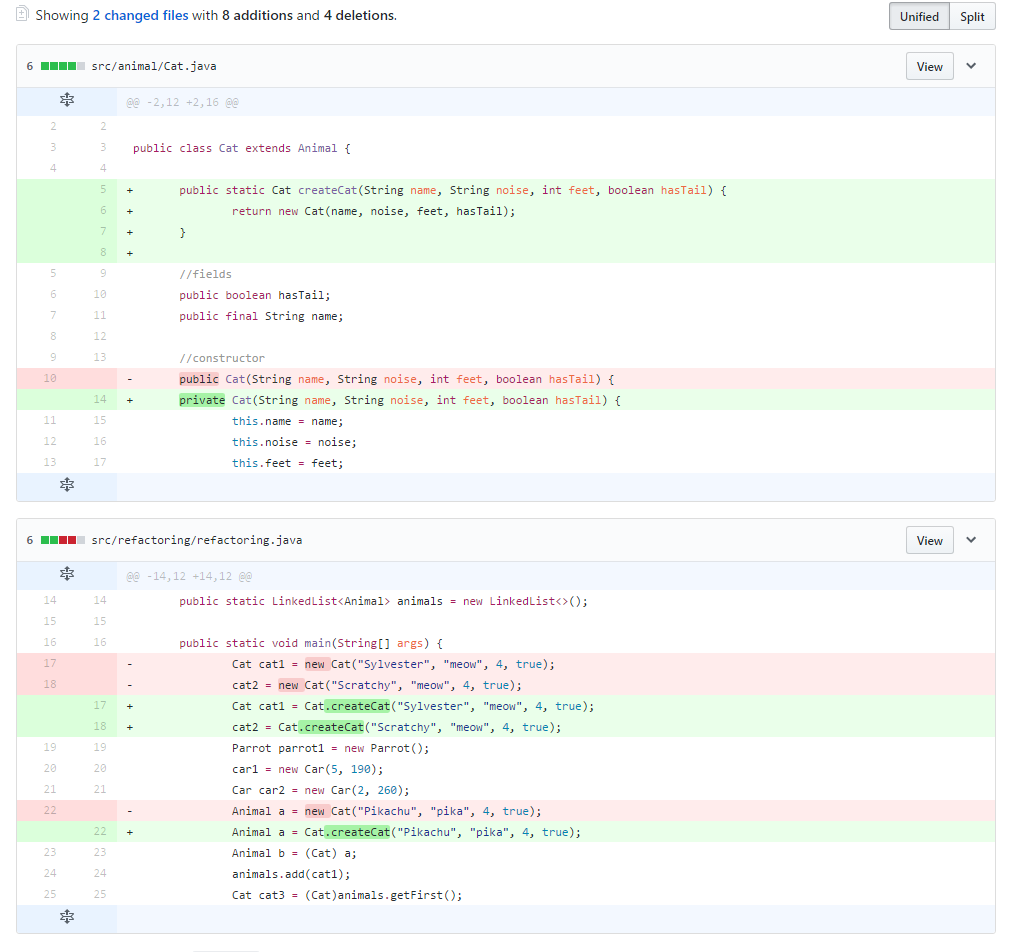 Showing 2 changed files with 8 additions and 4 deletions.
Unified Split
6 src/animal/Cat.java View
@@ -2,12 +2,16 @@
2 2
3 3 public class Cat extends Animal {
4 4
5 + public static Cat createCat(String name, String noise, int feet, boolean hasTail) {
6 + return new Cat(name, noise, feet, hasTail);
7 + }
8 +
5 9 //fields
6 10 public boolean hasTail;
7 11 public final String name;
8 12
9 13 //constructor
10 - public Cat(String name, String noise, int feet, boolean hasTail) {
14 + private Cat(String name, String noise, int feet, boolean hasTail) {
11 15 this.name = name;
12 16 this.noise = noise;
13 17 this.feet = feet;
6 src/refactoring/refactoring.java View
@@ -14,12 +14,12 @@
14 14 public static LinkedList<Animal> animals = new LinkedList<>();
15 15
16 16 public static void main(String[] args) {
17 - Cat cat1 = new Cat("Sylvester", "meow", 4, true);
18 - cat2 = new Cat("Scratchy", "meow", 4, true);
17 + Cat cat1 = Cat.createCat("Sylvester", "meow", 4, true);
18 + cat2 = Cat.createCat("Scratchy", "meow", 4, true);
19 19 Parrot parrot1 = new Parrot();
20 20 car1 = new Car(5, 190);
21 21 Car car2 = new Car(2, 260);
22 - Animal a = new Cat("Pikachu", "pika", 4, true);
22 + Animal a = Cat.createCat("Pikachu", "pika", 4, true);
23 23 Animal b = (Cat) a;
24 24 animals.add(cat1);
25 25 Cat cat3 = (Cat)animals.getFirst();